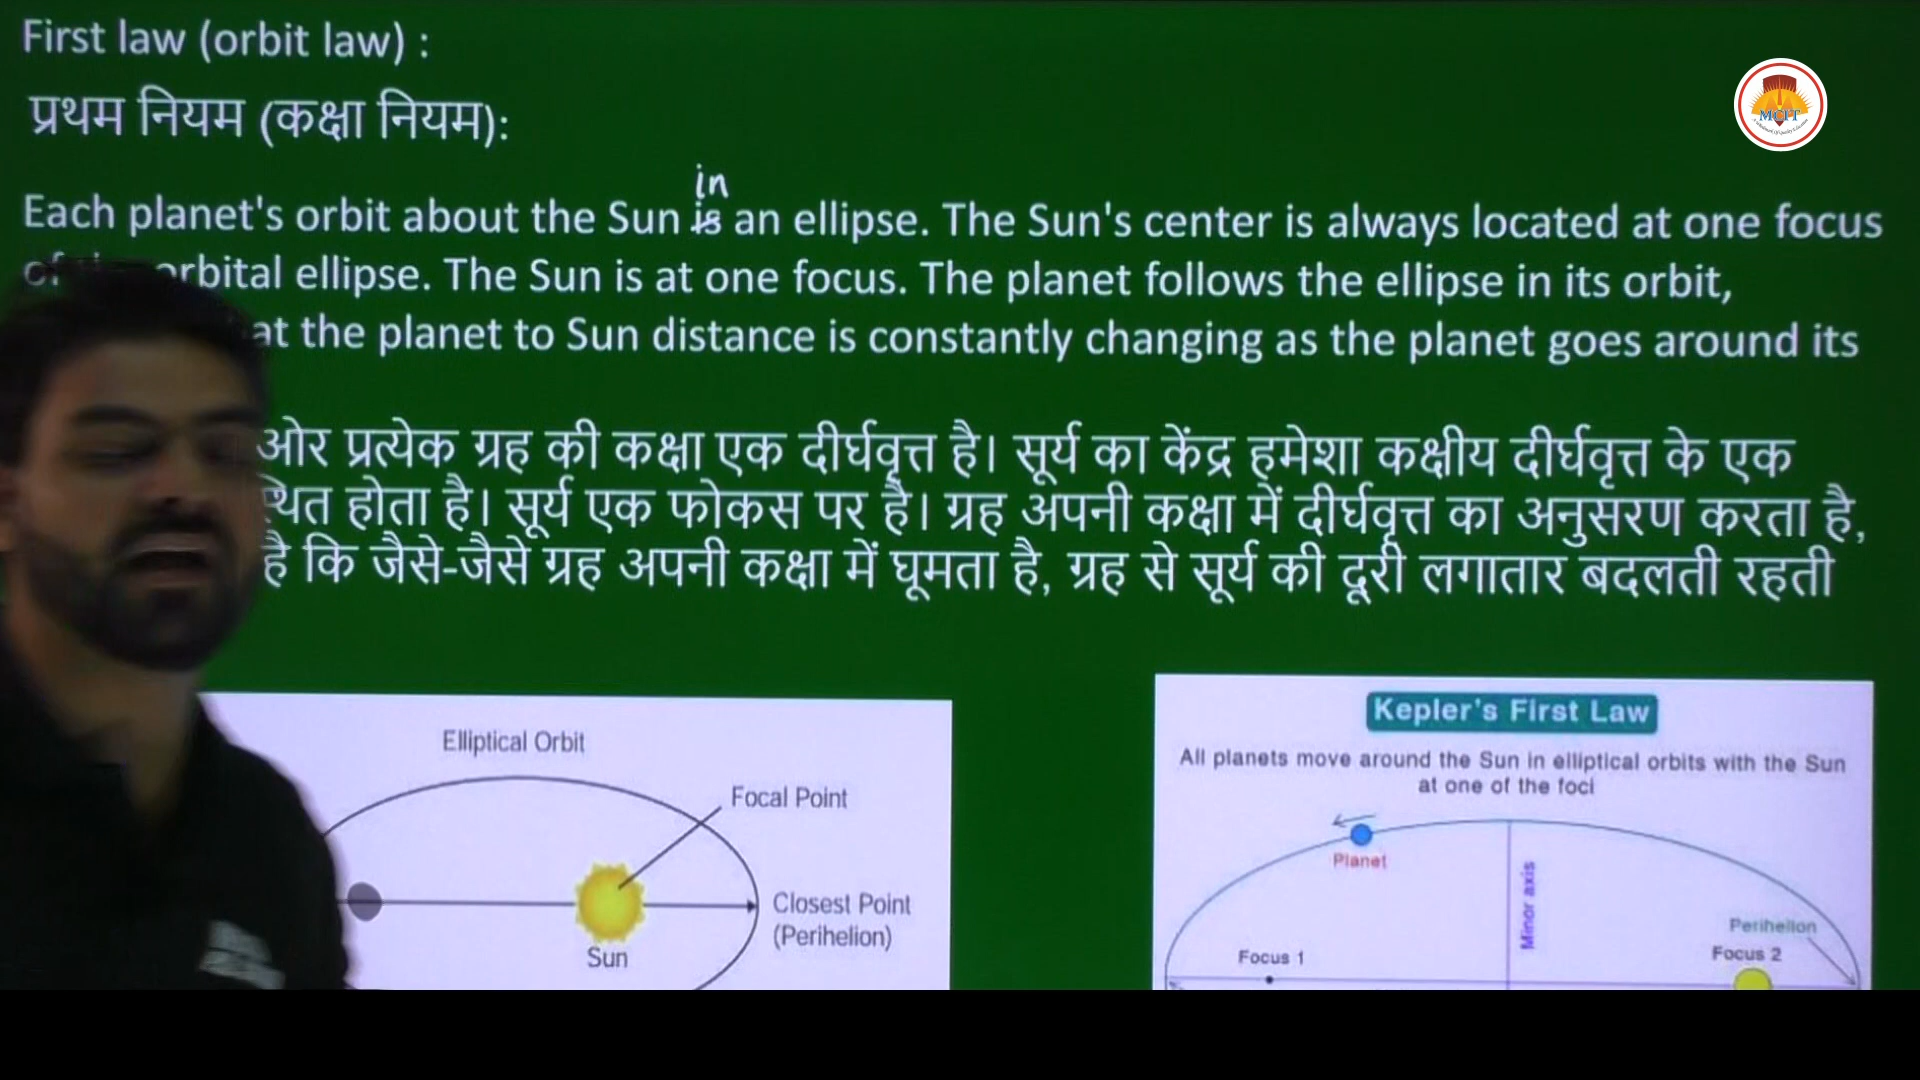 First law (orbit law) :
प्रथम नियम (कक्षा नियम):
in
Each planet's orbit about the Sun is an ellipse. The Sun's center is always located at one focus
of orbital ellipse. The Sun is at one focus. The planet follows the ellipse in its orbit,
at the planet to Sun distance is constantly changing as the planet goes around its
ओर प्रत्येक ग्रह की कक्षा एक दीर्घवृत्त है। सूर्य का केंद्र हमेशा कक्षीय दीर्घवृत्त के एक
स्थित होता है। सूर्य एक फोकस पर है। ग्रह अपनी कक्षा में दीर्घवृत्त का अनुसरण करता है,
है कि जैसे-जैसे ग्रह अपनी कक्षा में घूमता है, ग्रह से सूर्य की दूरी लगातार बदलती रहती
Elliptical Orbit
Focal Point
Closest Point
(Perihelion)
Sun
Kepler's First Law
All planets move around the Sun in elliptical orbits with the Sun
at one of the foci
Planet
Minor axis
Perihelion
Focus 1
Focus 2